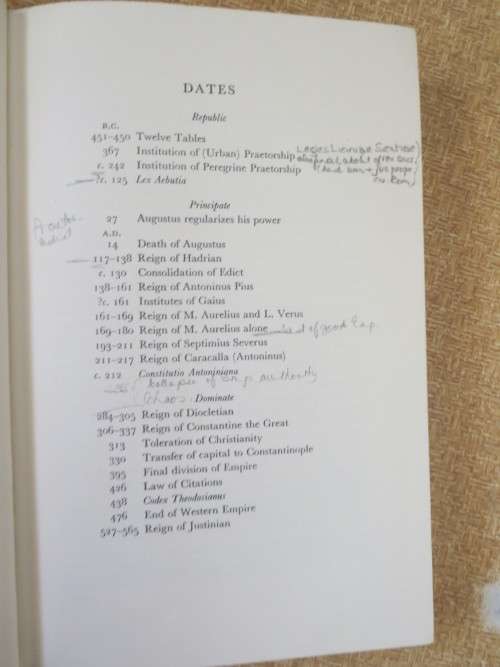 DATES
Republic
B.C.
451–450 Twelve Tables
367 Institution of (Urban) Praetorship Leges Liciniae Sextiae
c. 242 Institution of Peregrine Praetorship
?c. 125 Lex Aebutia
Principate
27 Augustus regularizes his power
A.D.
14 Death of Augustus
117–138 Reign of Hadrian
c. 130 Consolidation of Edict
138–161 Reign of Antoninus Pius
?c. 161 Institutes of Gaius
161–169 Reign of M. Aurelius and L. Verus
169–180 Reign of M. Aurelius alone of good Emp.
193–211 Reign of Septimius Severus
211–217 Reign of Caracalla (Antoninus)
c. 212 Constitutio Antoniniana
Collapse of authority
Chaos.
Dominate
284–305 Reign of Diocletian
306–337 Reign of Constantine the Great
313 Toleration of Christianity
330 Transfer of capital to Constantinople
395 Final division of Empire
426 Law of Citations
438 Codex Theodosianus
476 End of Western Empire
527–565 Reign of Justinian